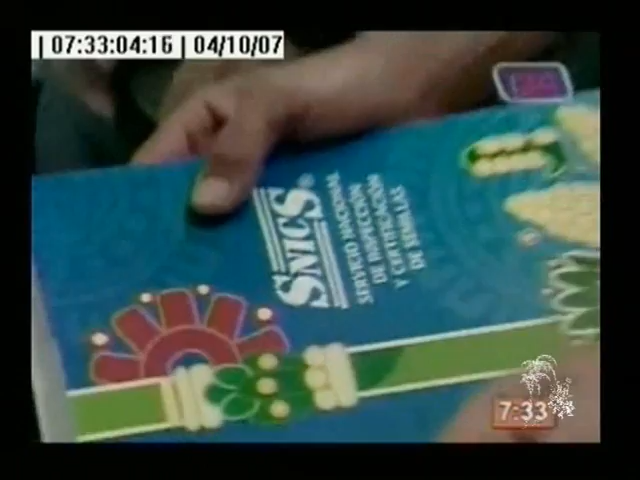 | 07:33:04:16 | 04/10/07
SNICS
SERVICIO NACIONAL
DE INSPECCIÓN
Y CERTIFICACIÓN
DE SEMILLAS
7:33